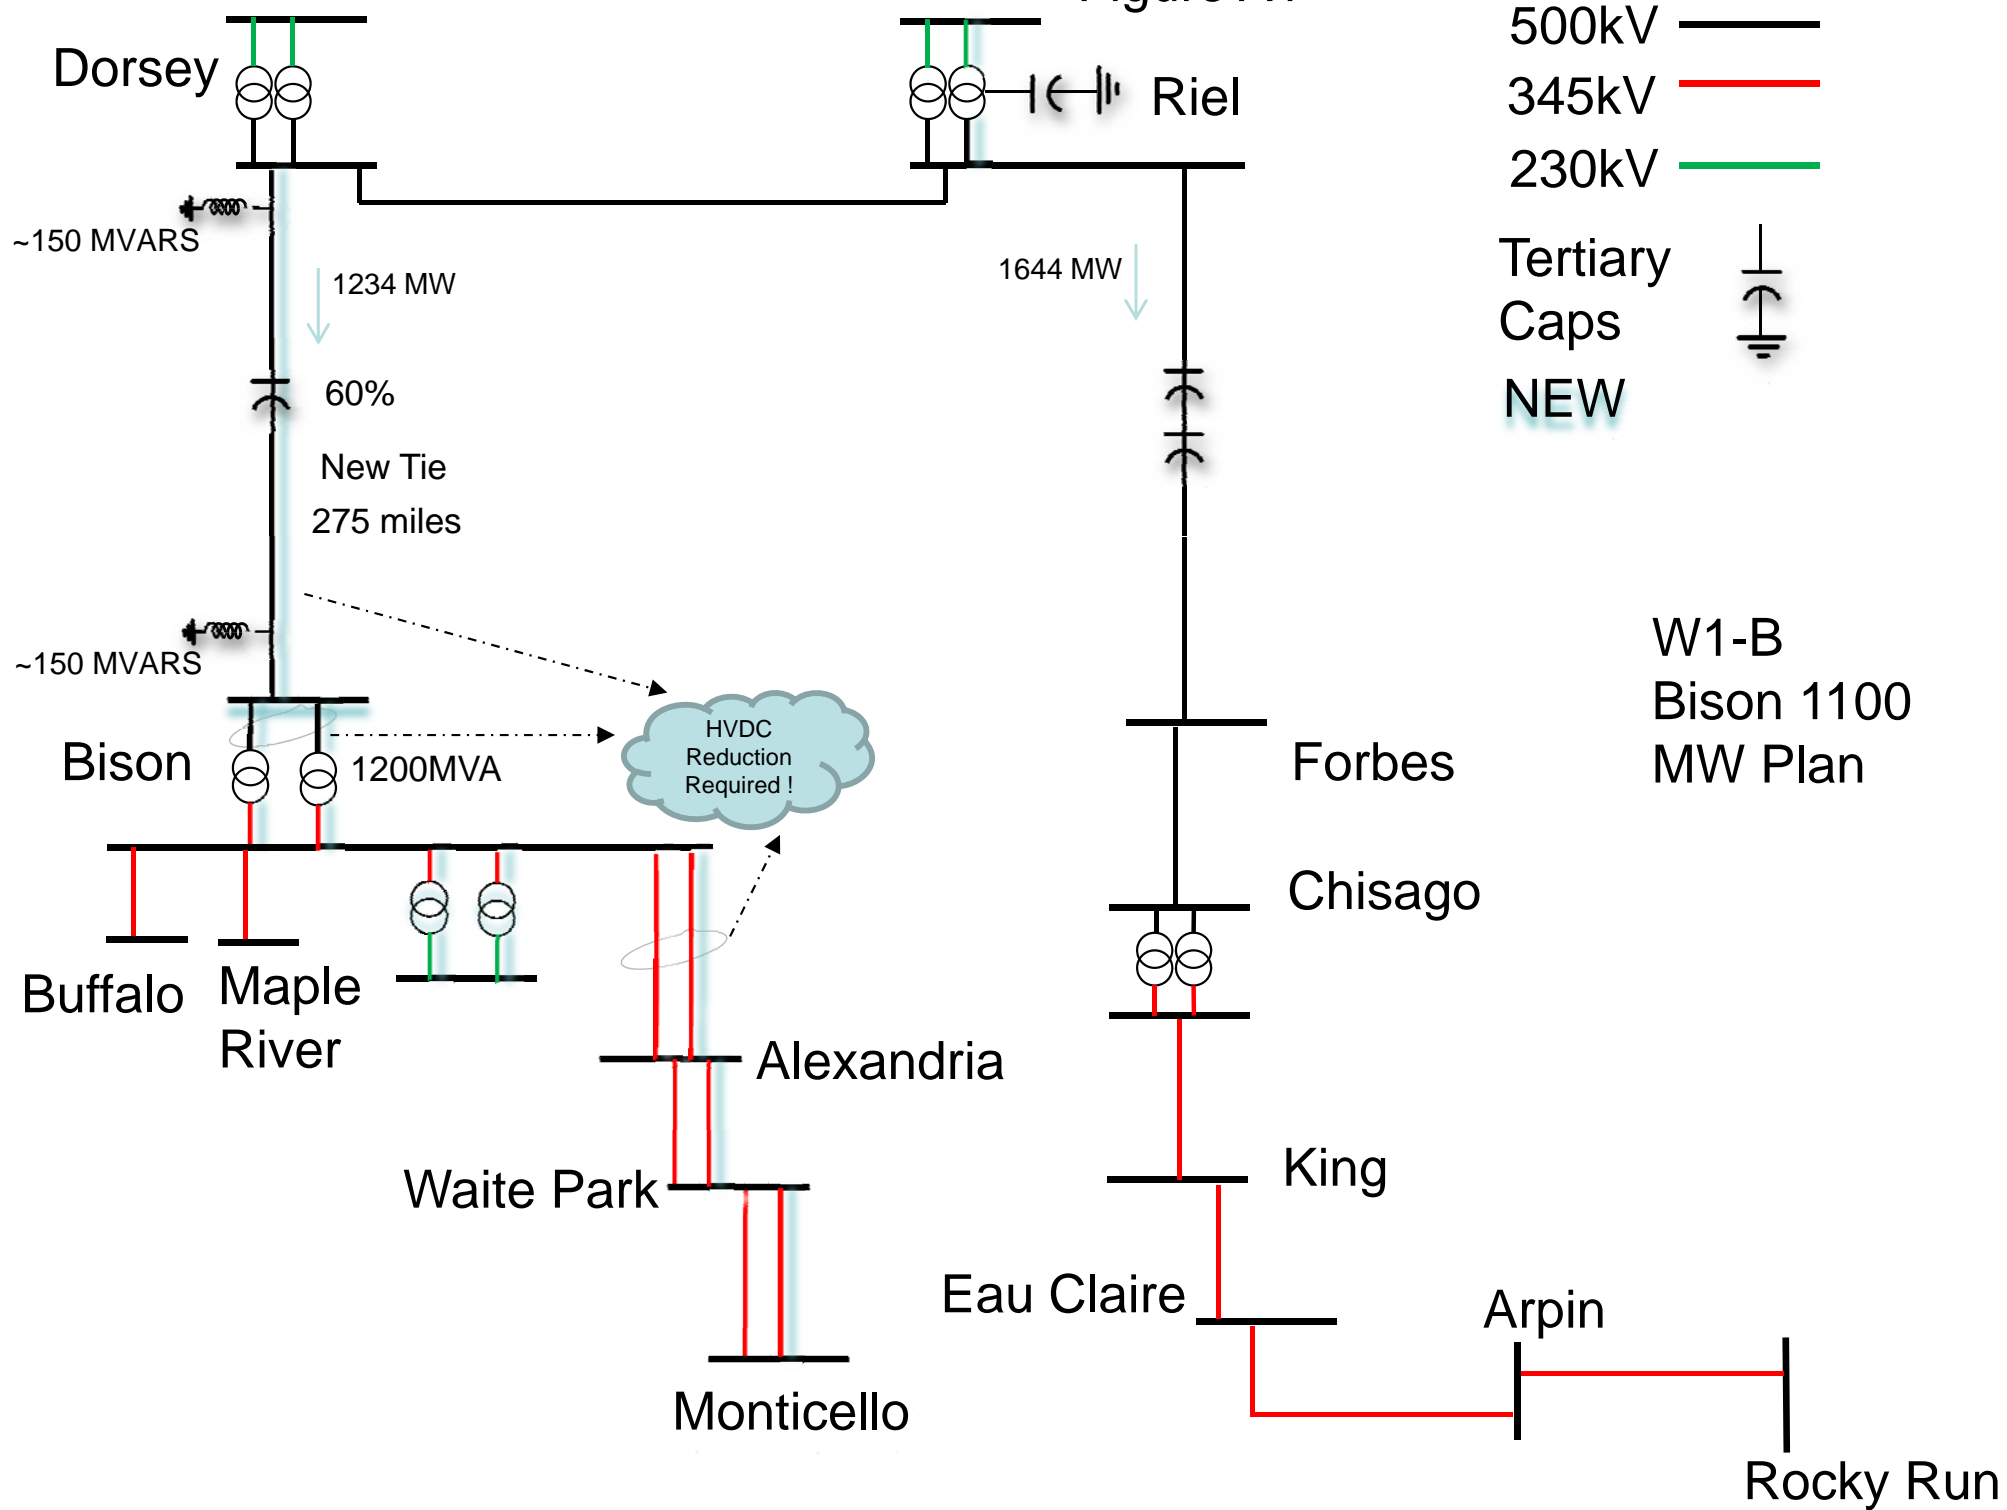 Dorsey
Riel
500kV
345kV
230kV
Tertiary
Caps
NEW
~150 MVARS
1234 MW
1644 MW
60%
New Tie
275 miles
~150 MVARS
W1-B
Bison 1100
MW Plan
HVDC
Reduction
Required !
Bison
1200MVA
Forbes
Chisago
Buffalo
Maple
River
Alexandria
Waite Park
King
Eau Claire
Arpin
Monticello
Rocky Run